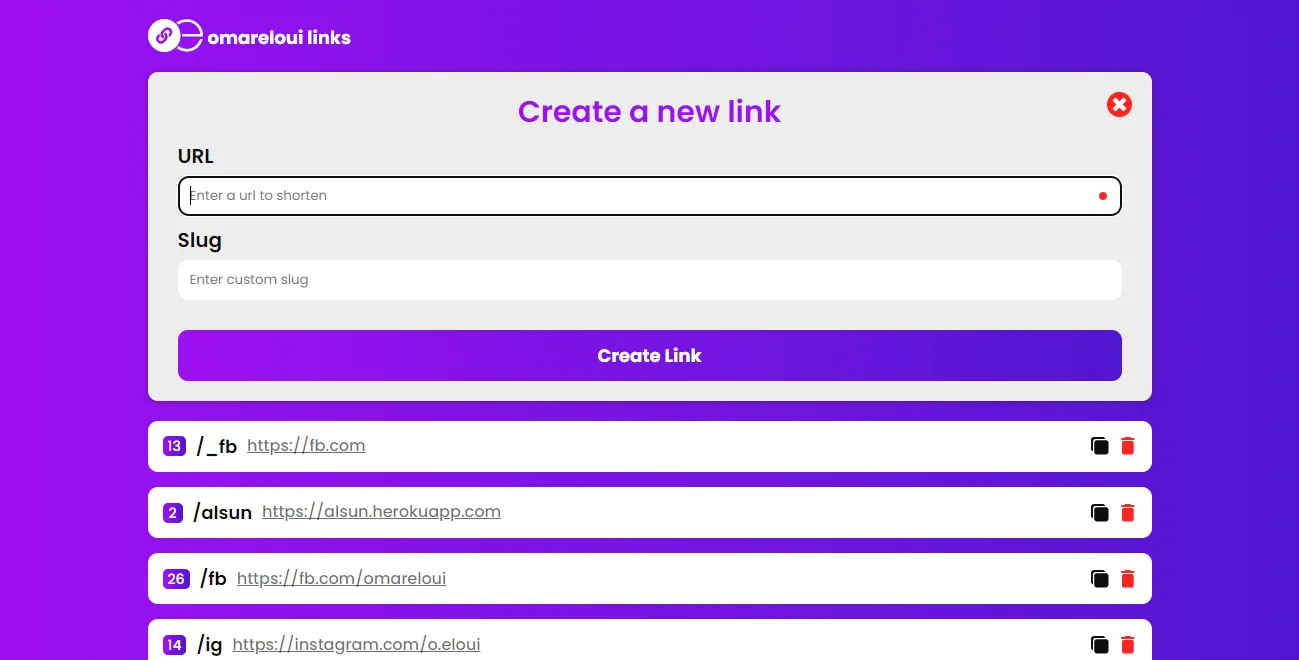 omareloui links
Create a new link
URL
Enter a url to shorten
Slug
Enter custom slug
Create Link
13 /_fb https://fb.com
2 /alsun https://alsun.herokuapp.com
26 /fb https://fb.com/omareloui
14 /ig https://instagram.com/o.eloui